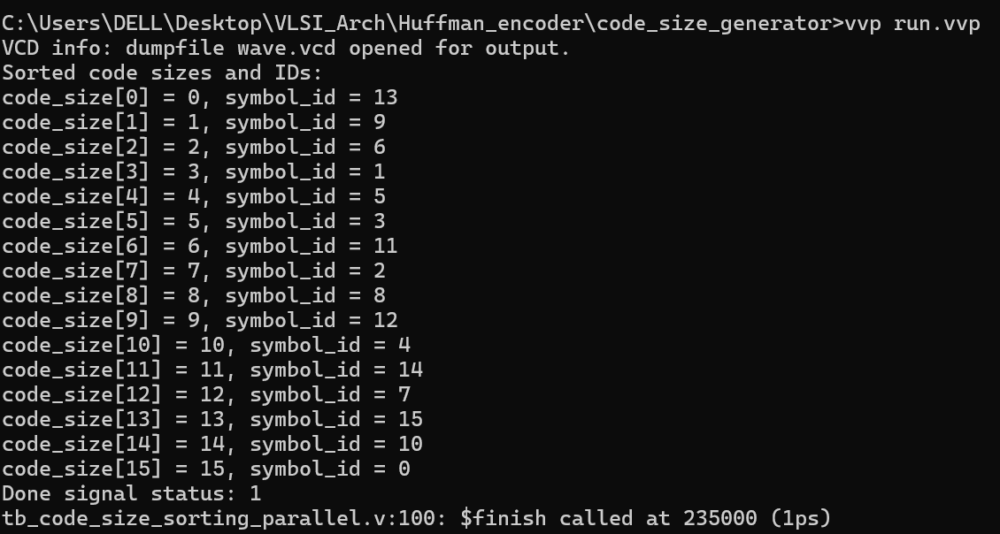 C:\Users\DELL\Desktop\VLSI_Arch\Huffman_encoder\code_size_generator>vvp run.vvp
VCD info: dumpfile wave.vcd opened for output.
Sorted code sizes and IDs:
code_size[0] = 0, symbol_id = 13
code_size[1] = 1, symbol_id = 9
code_size[2] = 2, symbol_id = 6
code_size[3] = 3, symbol_id = 1
code_size[4] = 4, symbol_id = 5
code_size[5] = 5, symbol_id = 3
code_size[6] = 6, symbol_id = 11
code_size[7] = 7, symbol_id = 2
code_size[8] = 8, symbol_id = 8
code_size[9] = 9, symbol_id = 12
code_size[10] = 10, symbol_id = 4
code_size[11] = 11, symbol_id = 14
code_size[12] = 12, symbol_id = 7
code_size[13] = 13, symbol_id = 15
code_size[14] = 14, symbol_id = 10
code_size[15] = 15, symbol_id = 0
Done signal status: 1
tb_code_size_sorting_parallel.v:100: $finish called at 235000 (1ps)